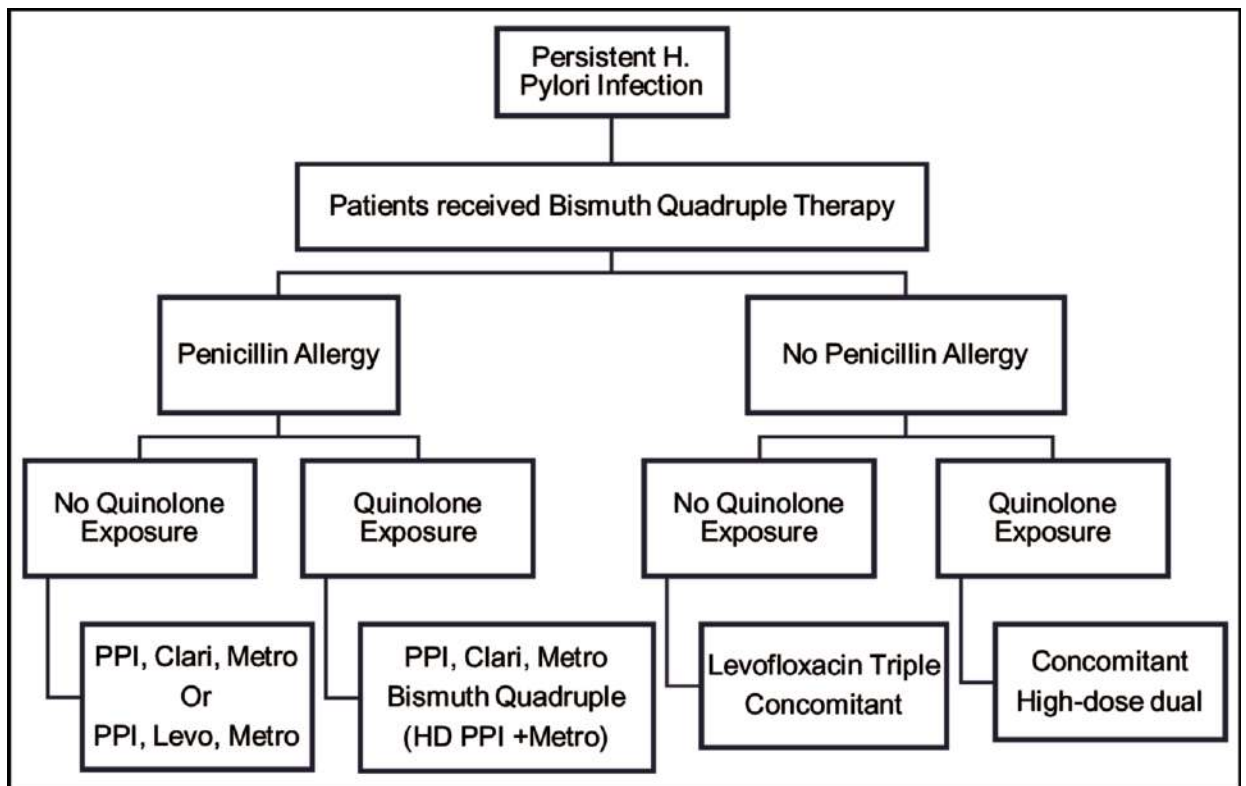 Persistent H.
Pylori Infection
Patients received Bismuth Quadruple Therapy
Penicillin Allergy
No Penicillin Allergy
No Quinolone
Exposure
Quinolone
Exposure
No Quinolone
Exposure
Quinolone
Exposure
PPI, Clari, Metro
Or
PPI, Levo, Metro
PPI, Clari, Metro
Bismuth Quadruple
(HD PPI +Metro)
Levofloxacin Triple
Concomitant
Concomitant
High-dose dual